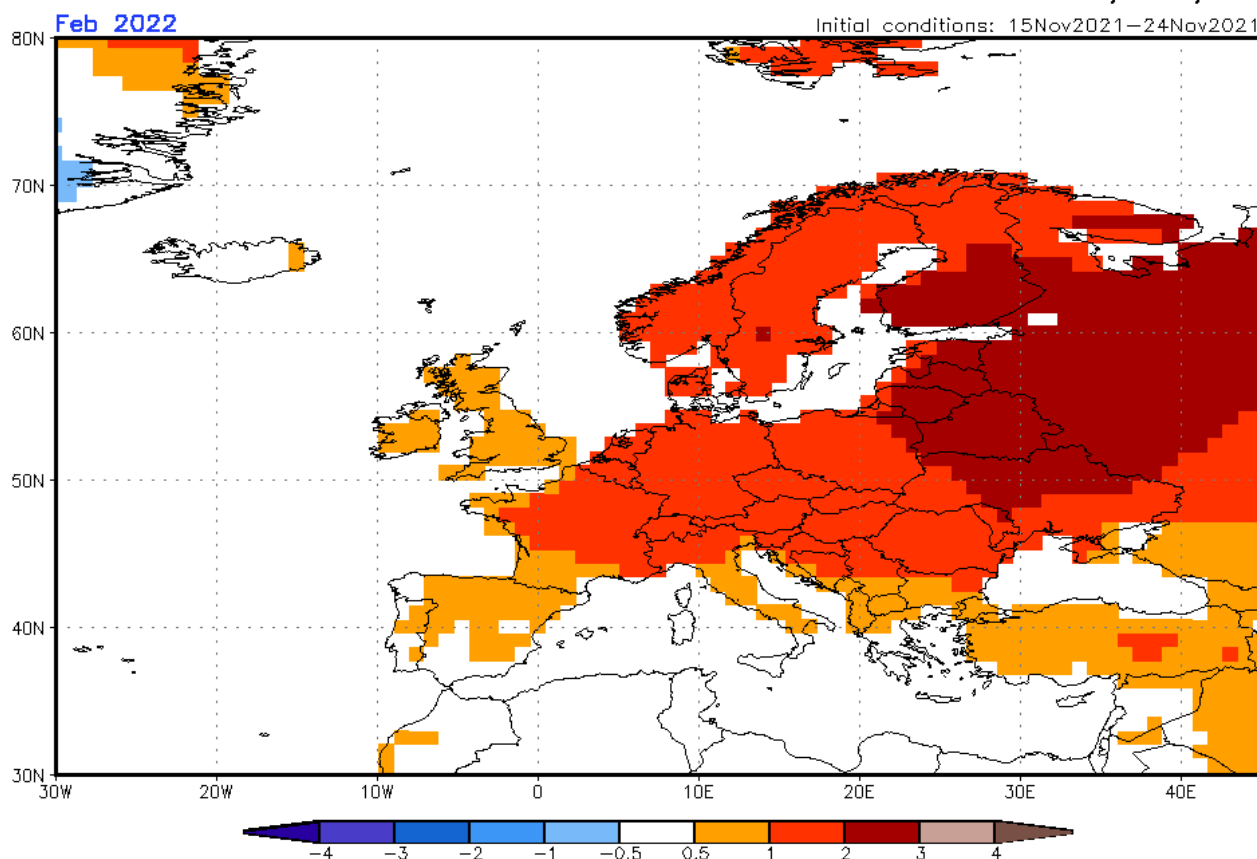 Feb 2022
Initial conditions: 15Nov2021−24Nov2021
80N
70N
60N
50N
40N
30N
30W 20W 10W 0 10E 20E 30E 40E
−4 −3 −2 −1 −0.5 0.5 1 2 3 4